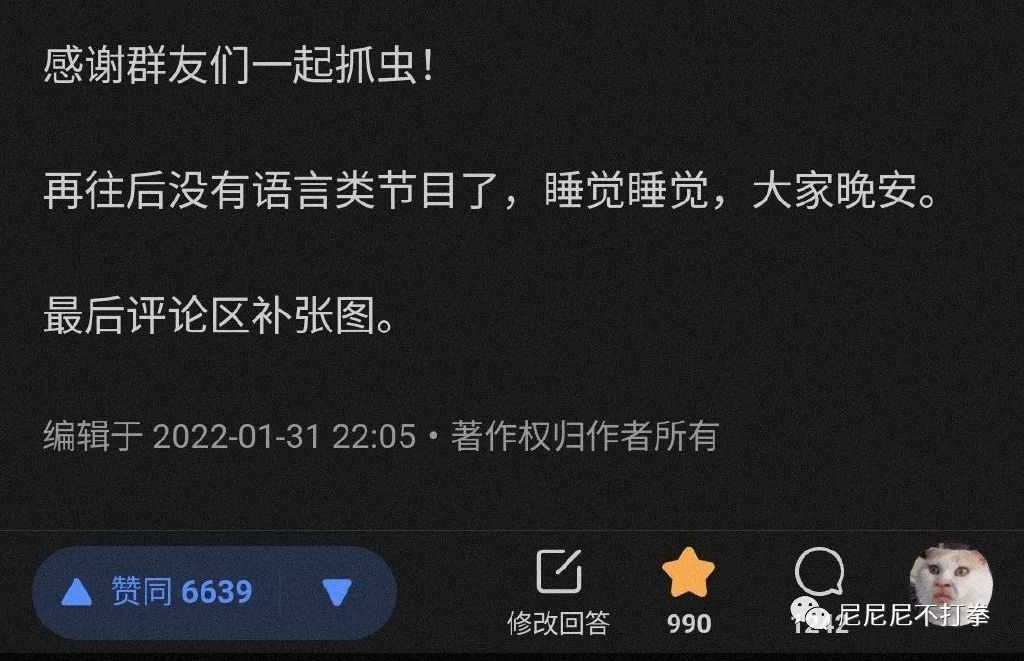 感谢群友们一起抓虫！
再往后没有语言类节目了，睡觉睡觉，大家晚安。
最后评论区补张图。
编辑于 2022-01-31 22:05 · 著作权归作者所有
赞同 6639
修改回答
990
1242
尼尼尼不打拳